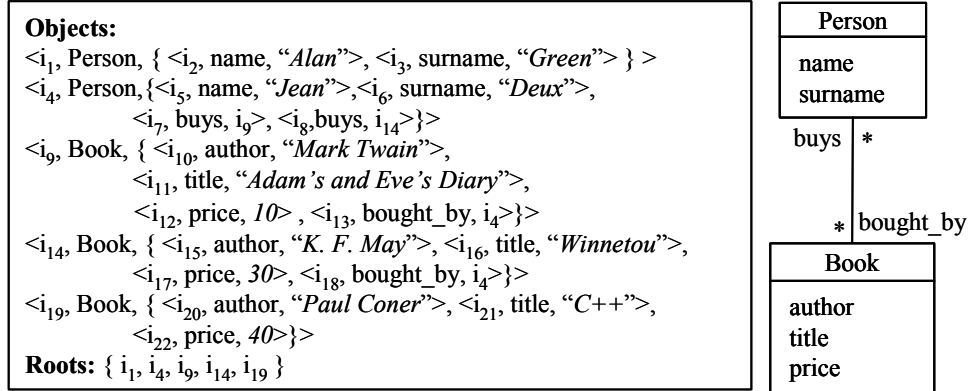 Objects:
<i1, Person, { <i2, name, “Alan”>, <i3, surname, “Green”> } >
<i4, Person,{<i5, name, “Jean”>,<i6, surname, “Deux”>,
<i7, buys, i9>, <i8,buys, i14>}>
<i9, Book, { <i10, author, “Mark Twain”>,
<i11, title, “Adam’s and Eve’s Diary”>,
<i12, price, 10> , <i13, bought_by, i4>}>
<i14, Book, { <i15, author, “K. F. May”>, <i16, title, “Winnetou”>,
<i17, price, 30>, <i18, bought_by, i4>}>
<i19, Book, { <i20, author, “Paul Coner”>, <i21, title, “C++”>,
<i22, price, 40>}>
Roots: { i1, i4, i9, i14, i19 }
Person
name
surname
buys *
* bought_by
Book
author
title
price